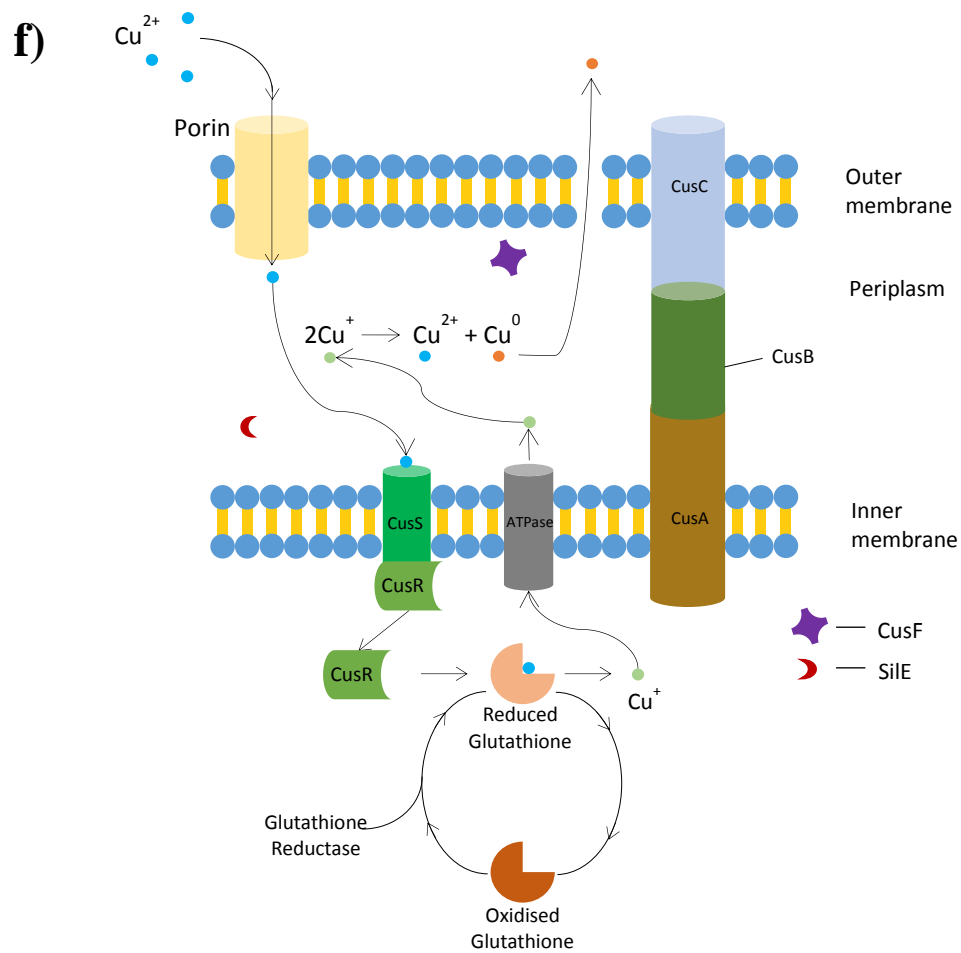 f)
Cu2+
Porin
CusC
Outer
membrane
Periplasm
2Cu+ → Cu2+ + Cu0
CusB
CusS
ATPase
CusA
Inner
membrane
CusR
CusF
CusR
SilE
Cu+
Reduced
Glutathione
Glutathione
Reductase
Oxidised
Glutathione